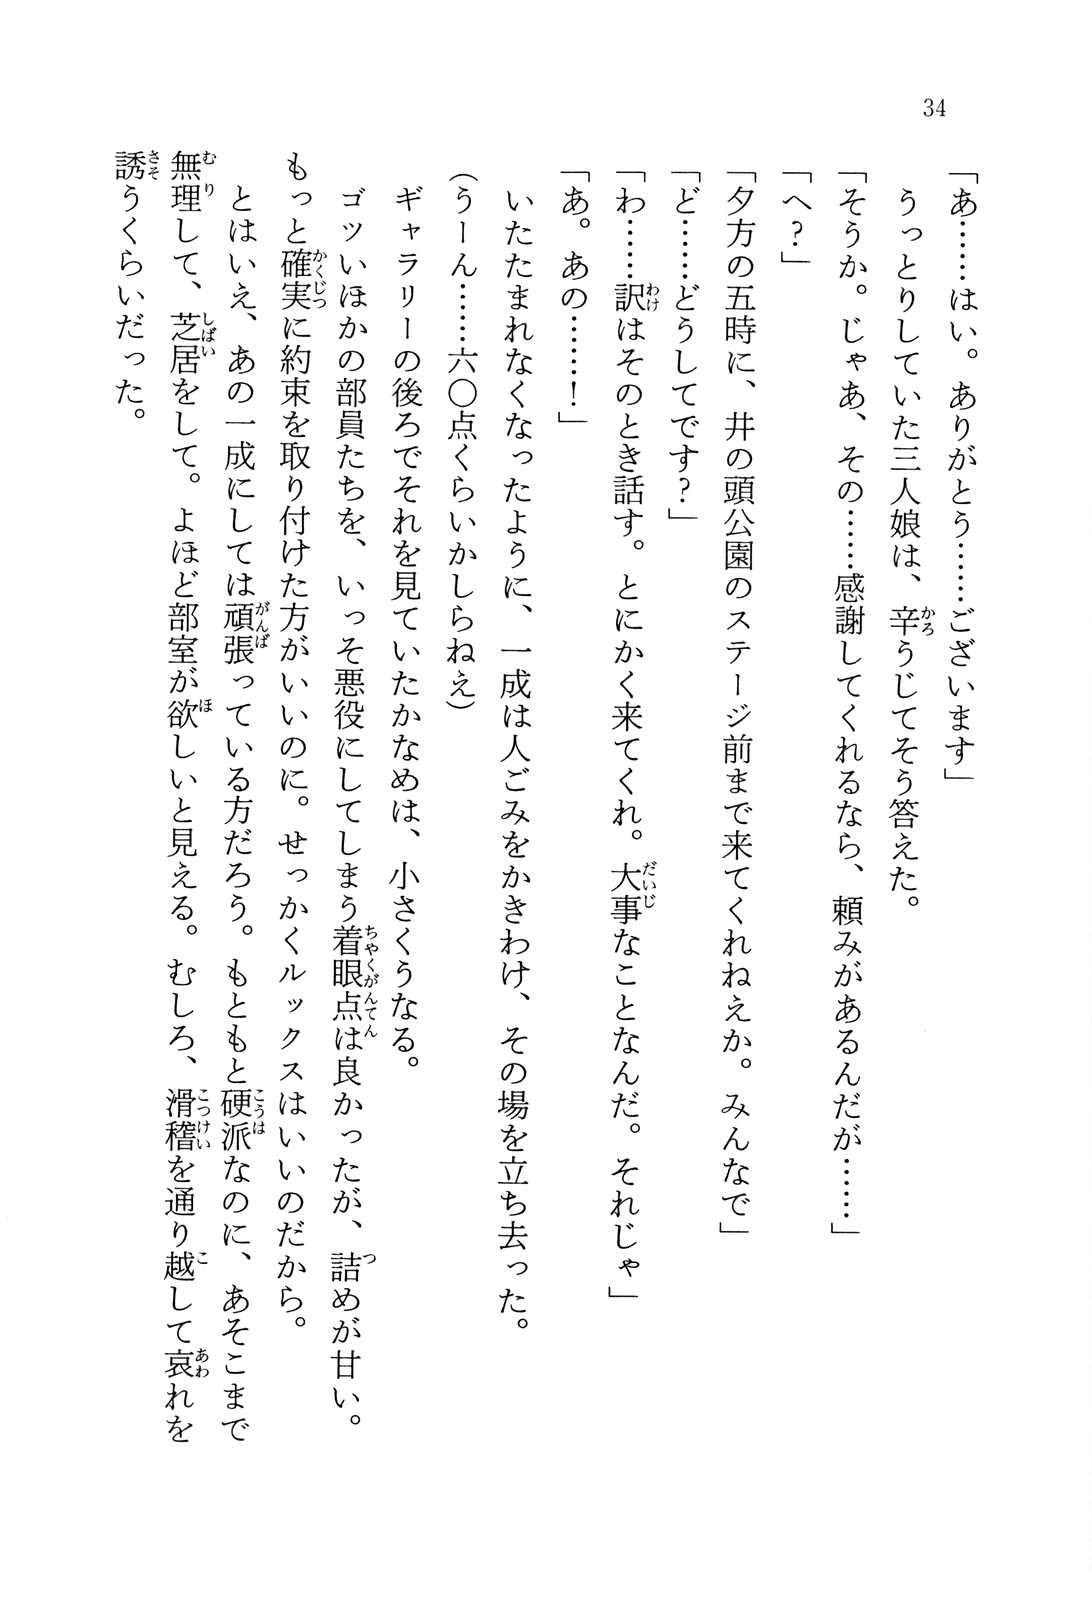 34
「あ……はい。ありがとう……ございます」
うっとりしていた三人娘は、辛うじてそう答えた。
「そうか。じゃあ、その……感謝してくれるなら、頼みがあるんだが……」
「へ？」
「夕方の五時に、井の頭公園のステージ前まで来てくれねえか。みんなで」
「ど……どうしてです？」
「わ……訳はそのとき話す。とにかく来てくれ。大事なことなんだ。それじゃ」
「あ。あの……！」
いたたまれなくなったように、一成は人ごみをかきわけ、その場を立ち去った。
（うーん……六〇点くらいかしらねえ）
ギャラリーの後ろでそれを見ていたかなめは、小さくうなる。
ゴツいほかの部員たちを、いっそ悪役にしてしまう着眼点は良かったが、詰めが甘い。
もっと確実に約束を取り付けた方がいいのに。せっかくルックスはいいのだから。
とはいえ、あの一成にしては頑張っている方だろう。もともと硬派なのに、あそこまで
無理して、芝居をして。よほど部室が欲しいと見える。むしろ、滑稽を通り越して哀れを
誘うくらいだった。